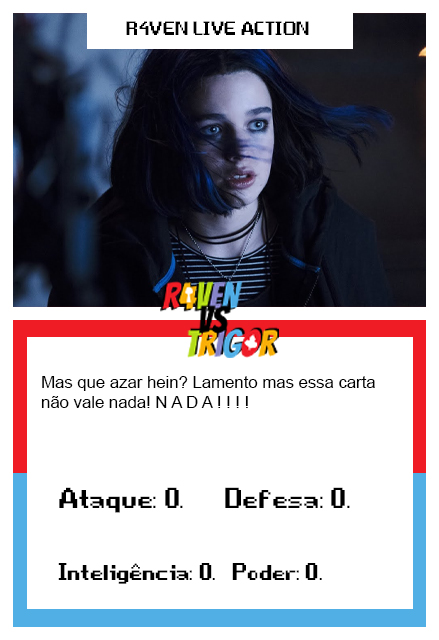 R4VEN LIVE ACTION
R4VEN
VS
TRIGOR
Mas que azar hein? Lamento mas essa carta
não vale nada! N A D A ! ! ! !
Ataque: 0. Defesa: 0.
Inteligência: 0. Poder: 0.